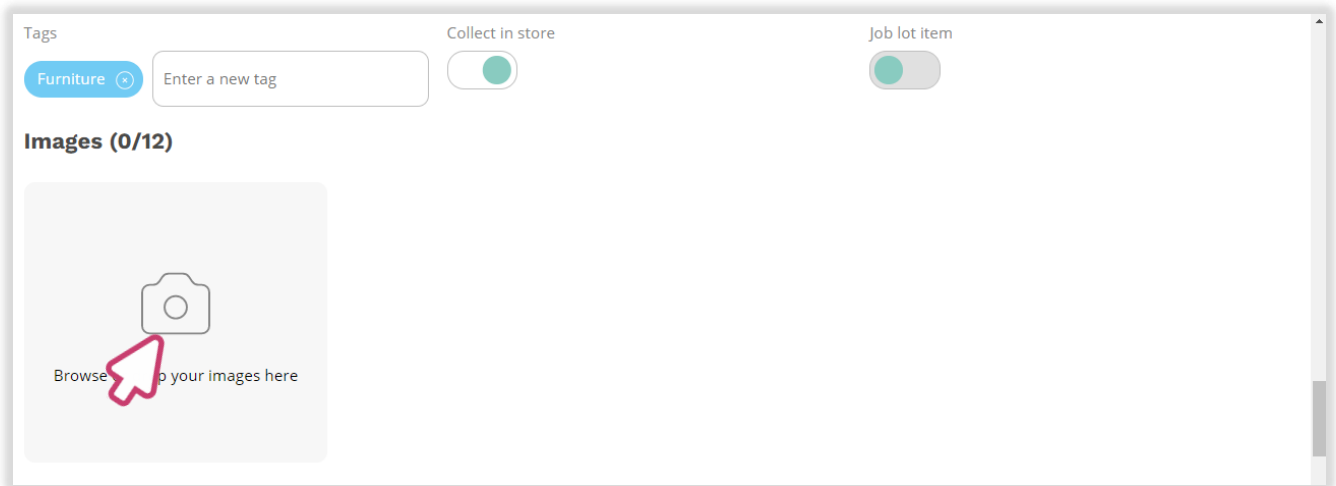 Tags
Collect in store
Job lot item
Furniture
Enter a new tag
Images (0/12)
Browse your images here